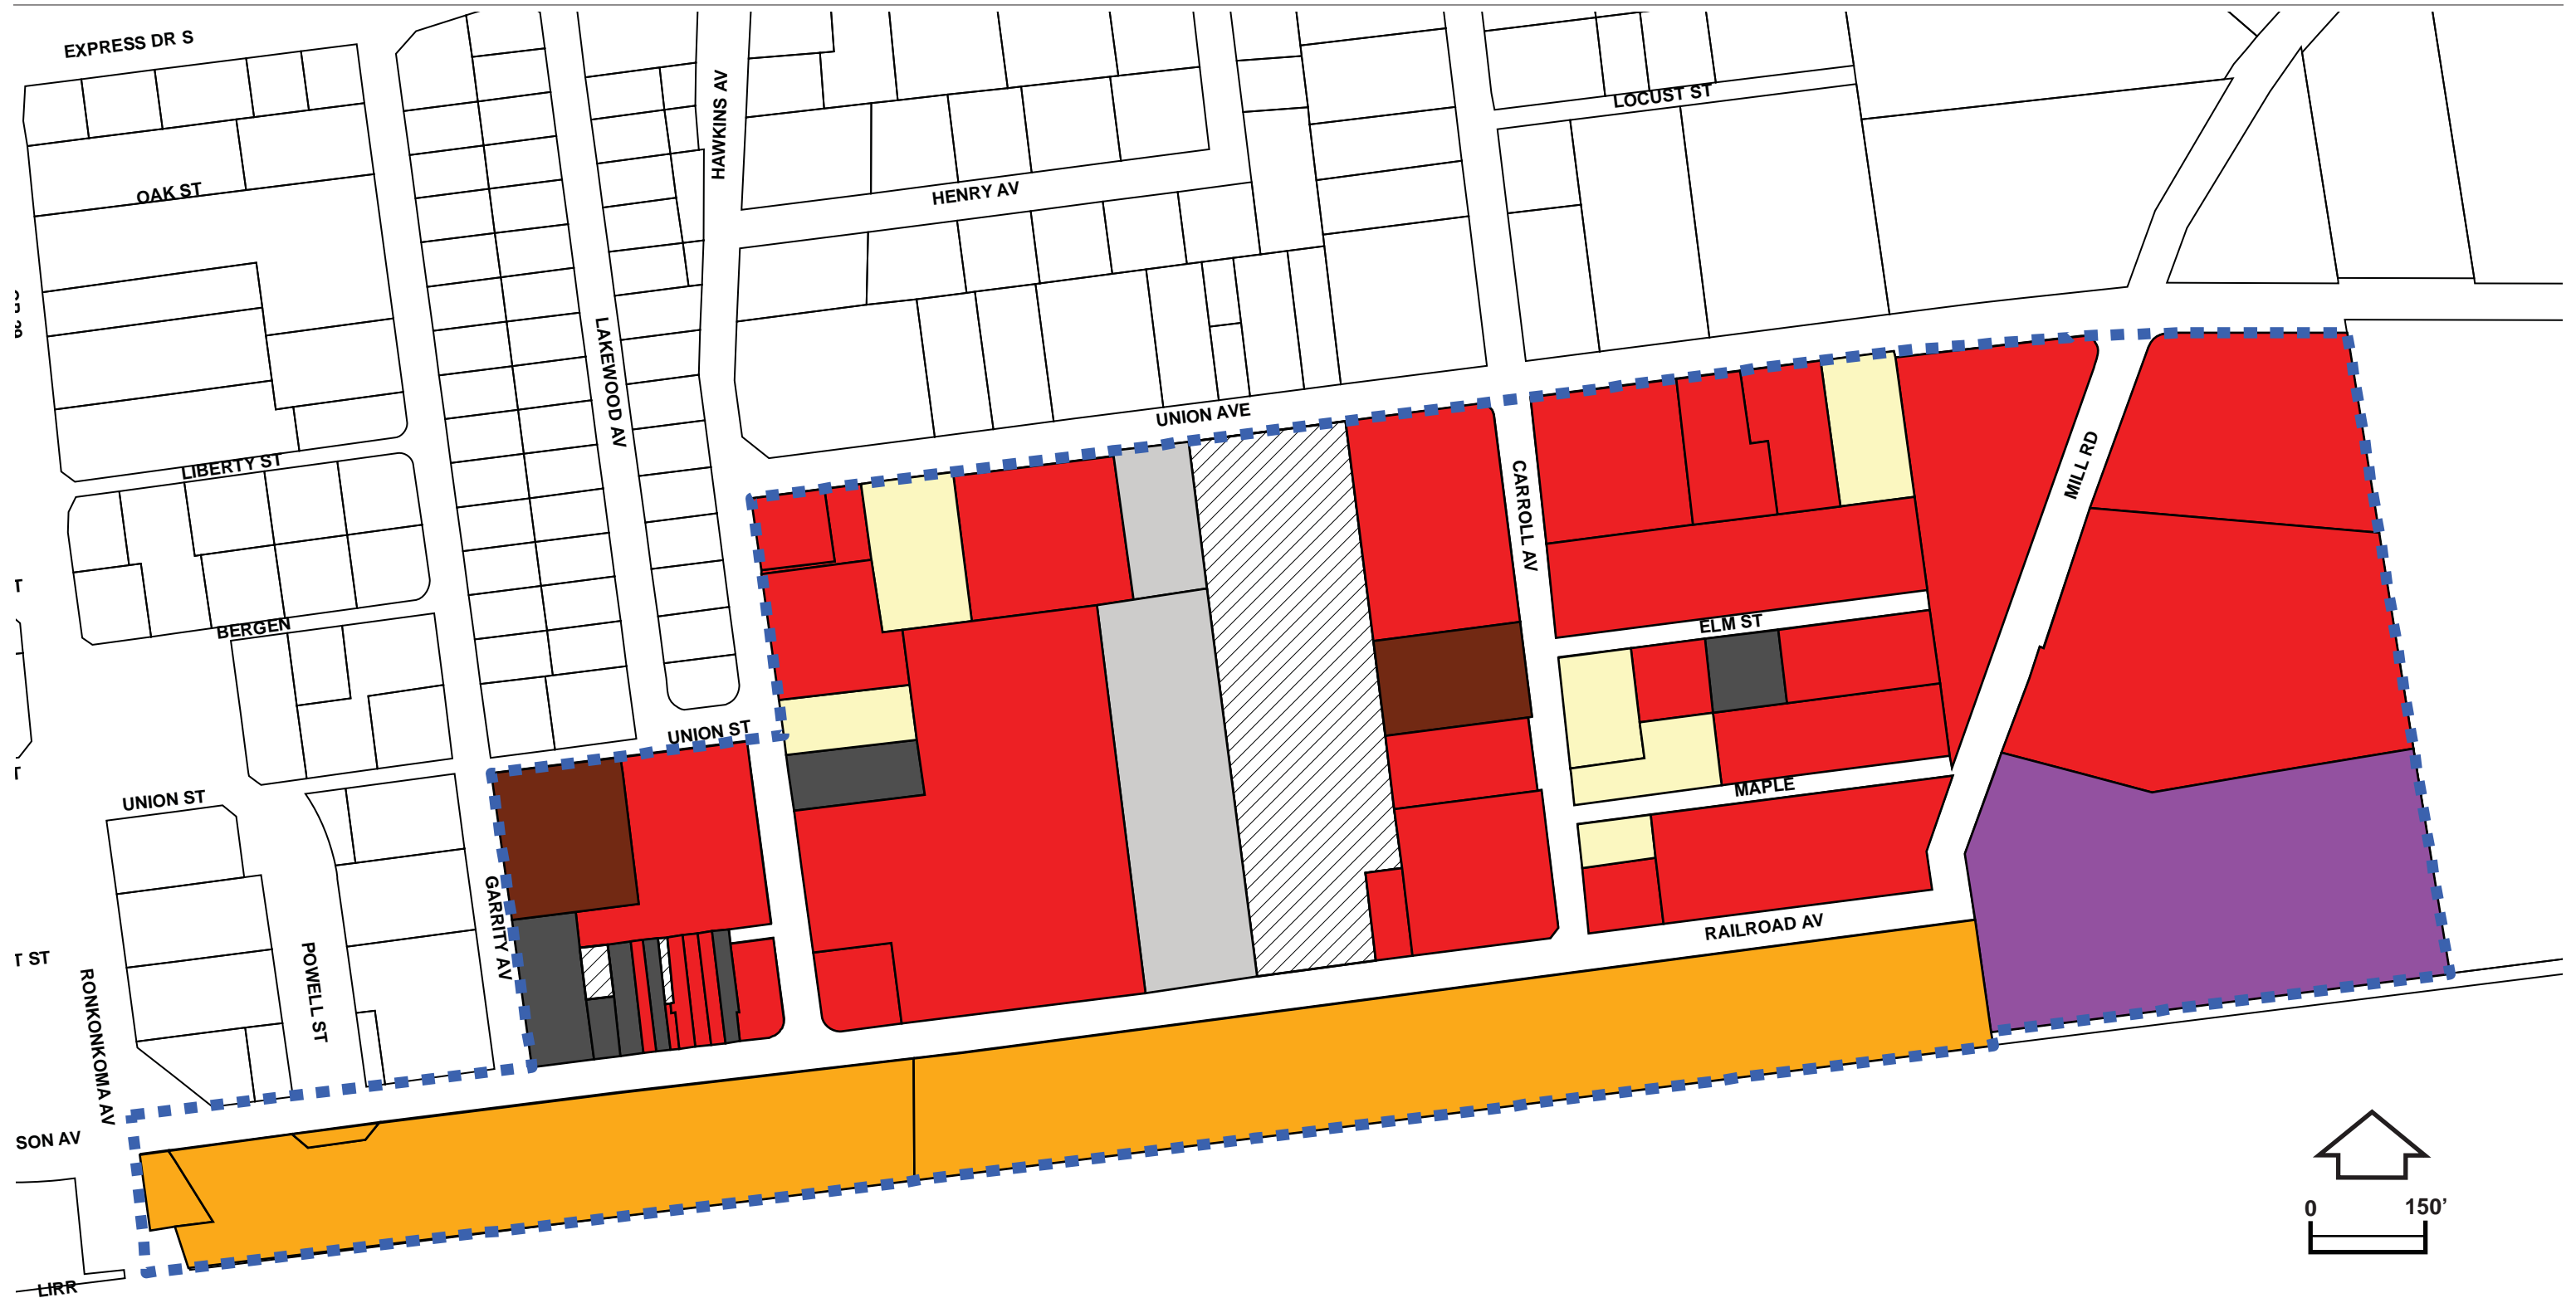 EXPRESS DR S
OAK ST
HAWKINS AV
LOCUST ST
HENRY AV
LAKEWOOD AV
UNION AVE
LIBERTY ST
MILL RD
CARROLL AV
BERGEN
ELM ST
UNION ST
UNION ST
MAPLE
GARRITY AV
RAILROAD AV
POWELL ST
T ST
RONKONKOMA AV
SON AV
LIRR
0 150'